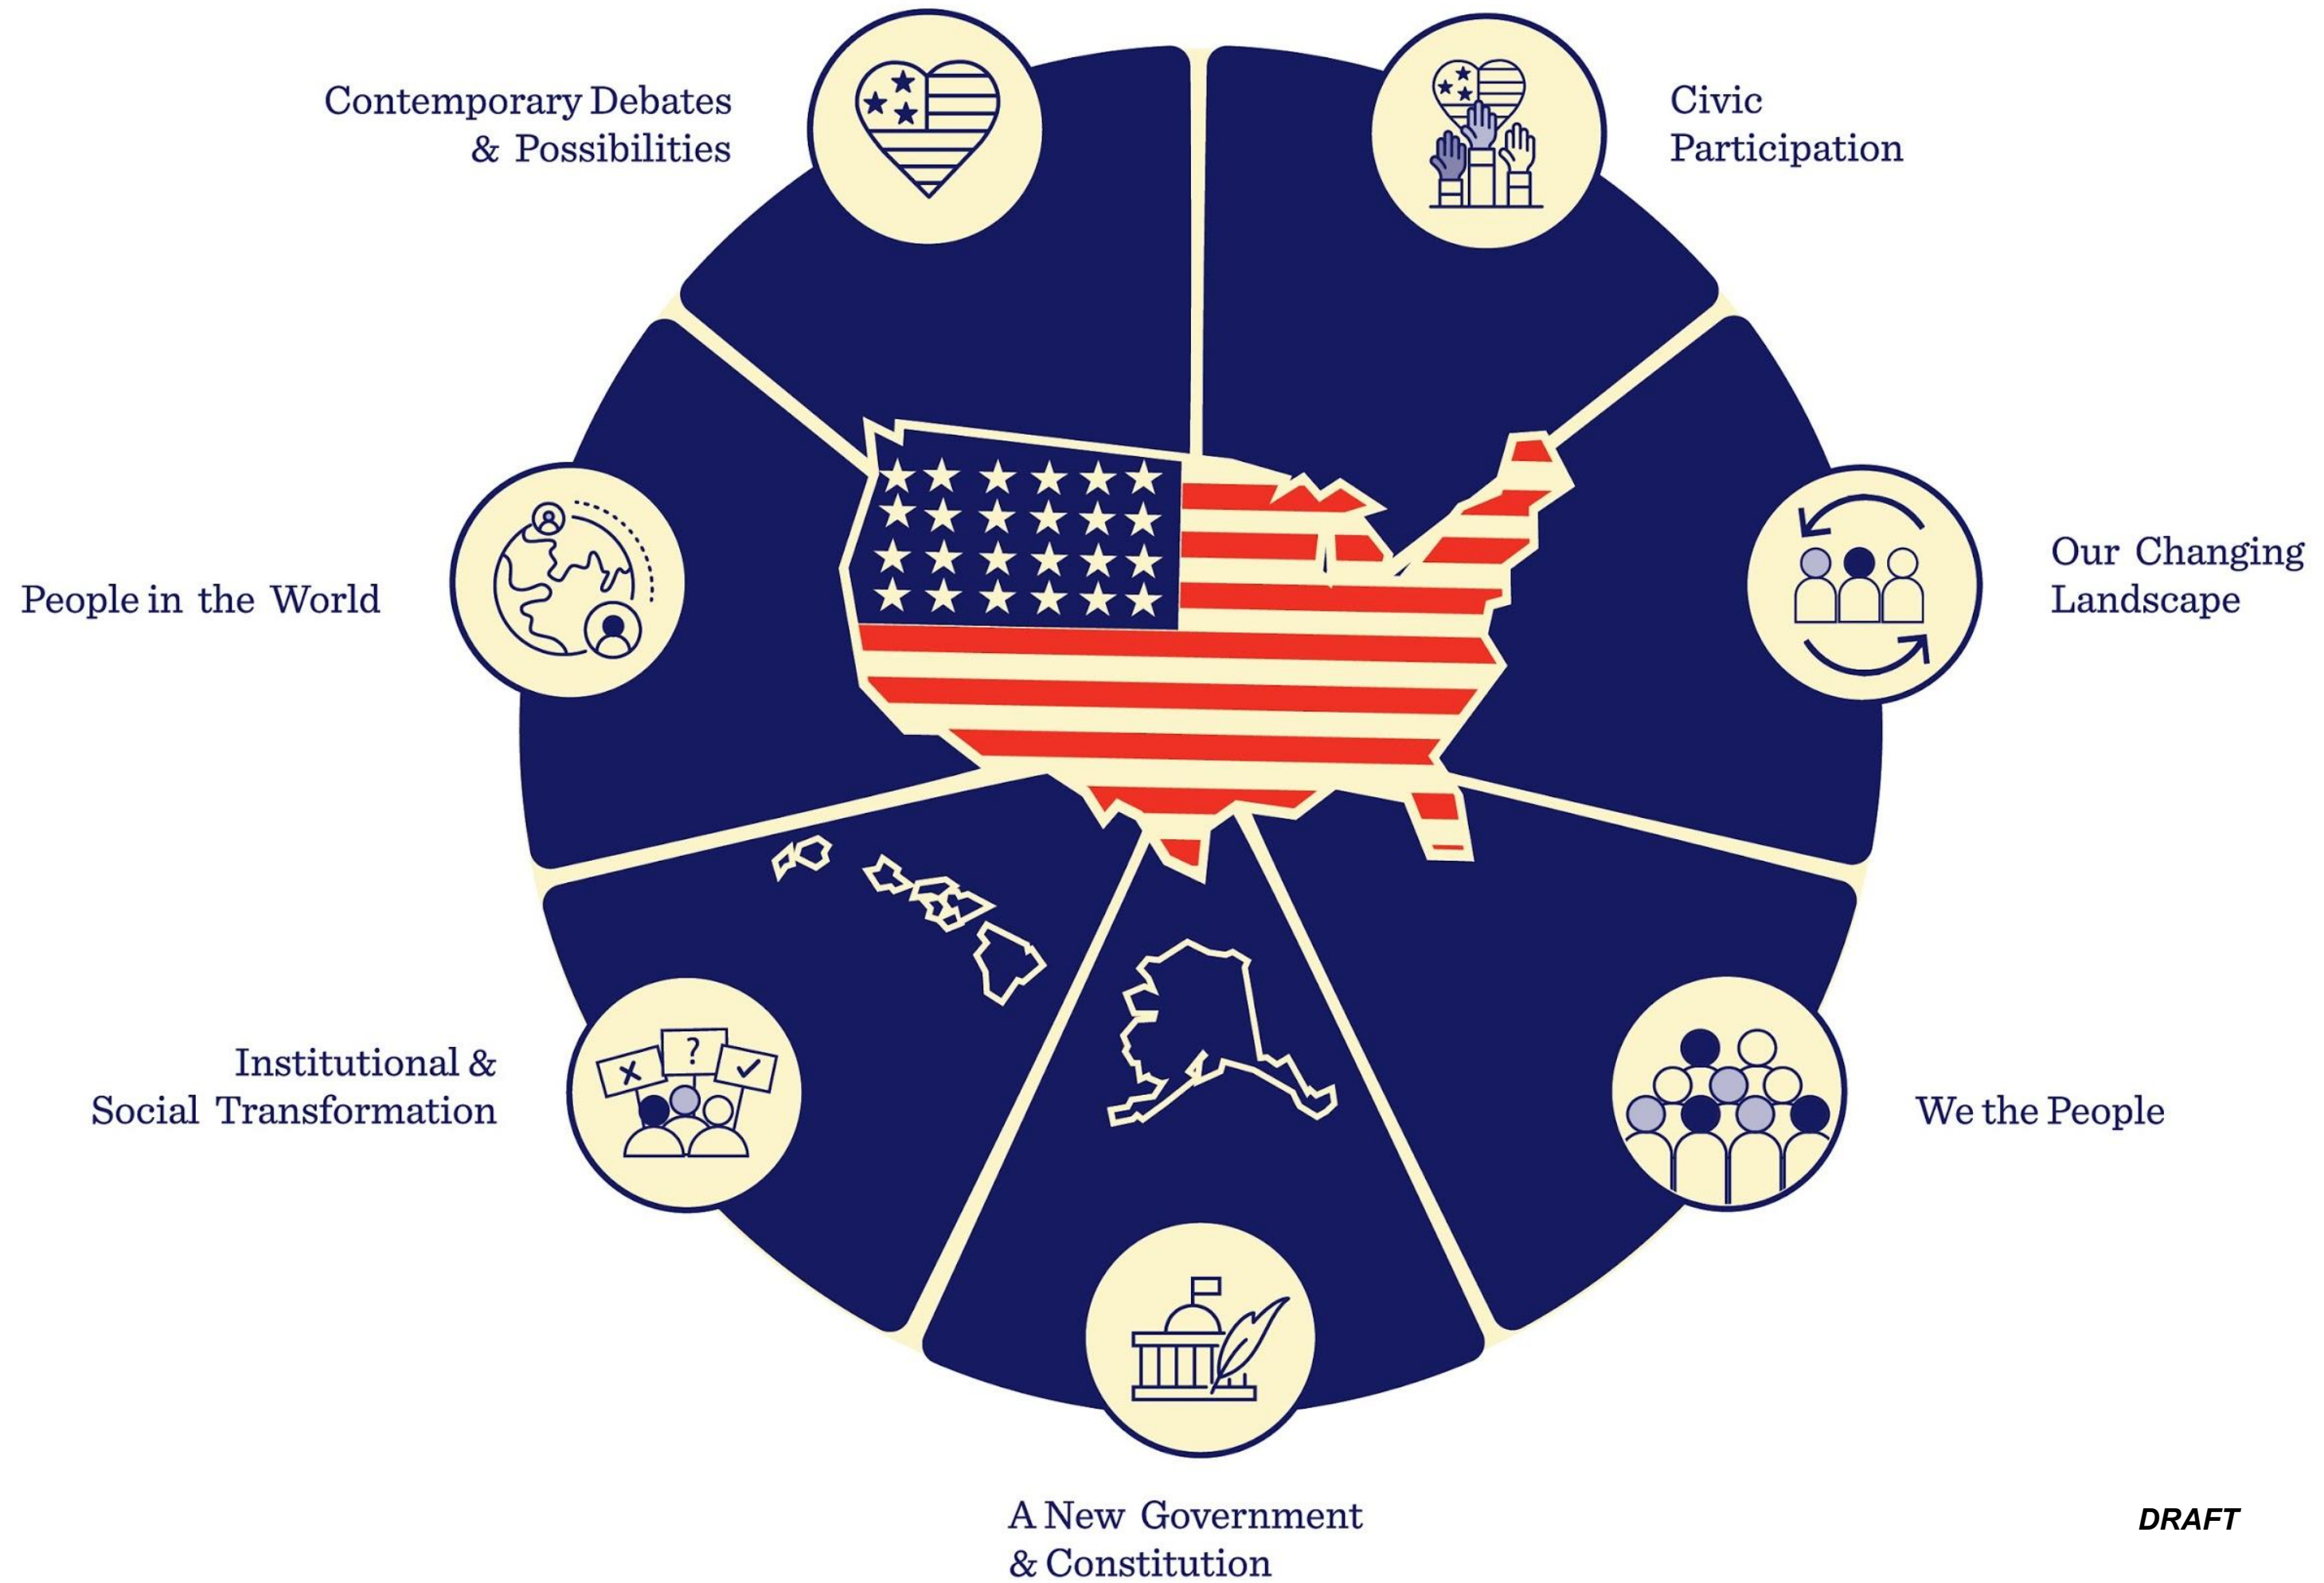 Contemporary Debates
& Possibilities
Civic
Participation
Our Changing
Landscape
People in the World
?
Institutional &
Social Transformation
We the People
A New Government
& Constitution
DRAFT